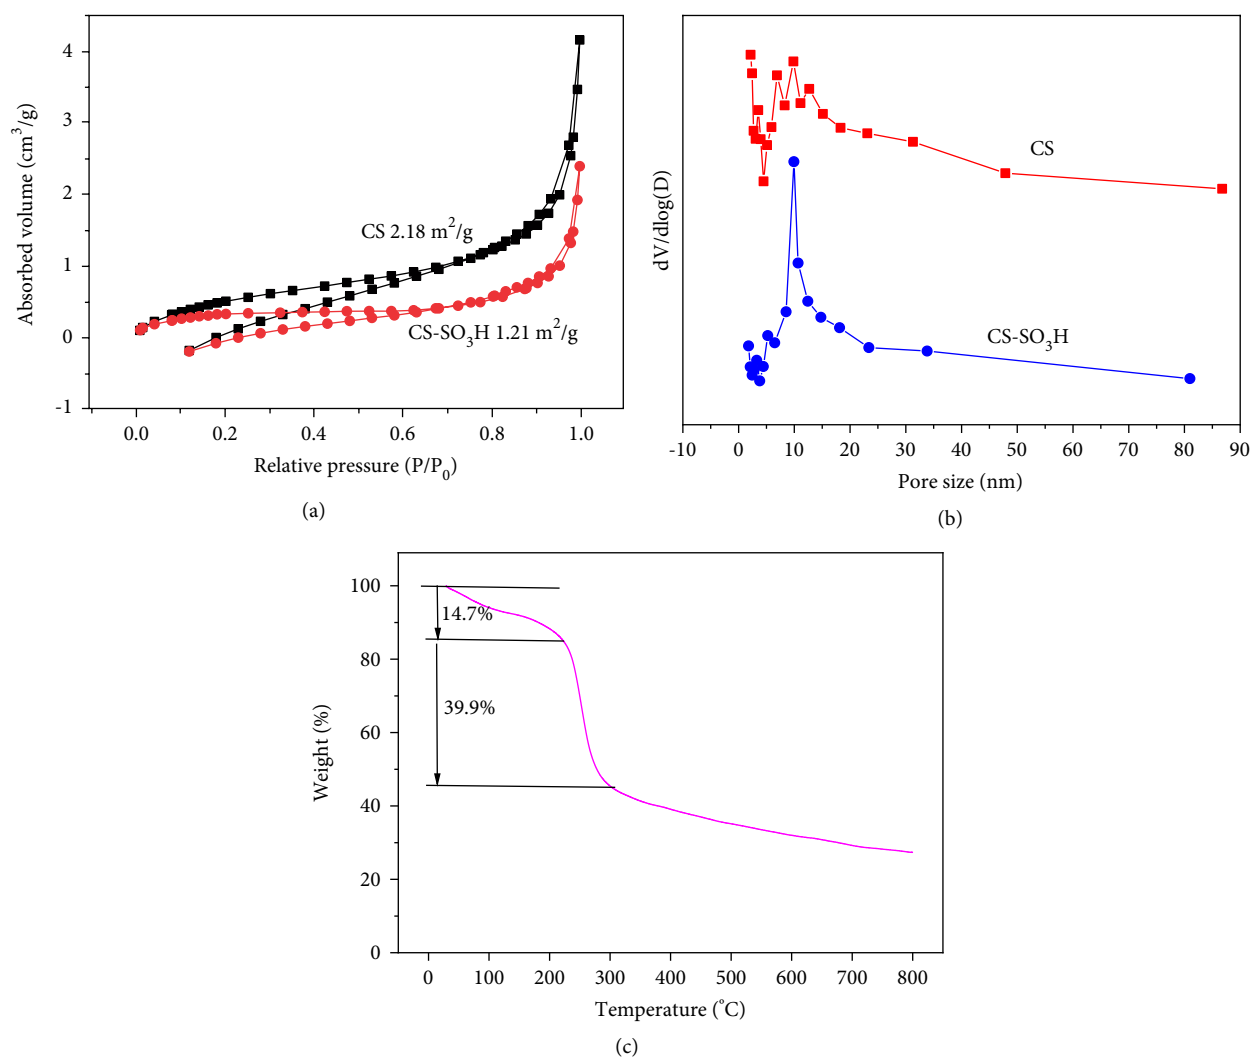 4
3
2
1
0
-1
Absorbed volume (cm³/g)
CS 2.18 m²/g
CS-SO₃H 1.21 m²/g
0.0 0.2 0.4 0.6 0.8 1.0
Relative pressure (P/P₀)
(a)
dV/dlog(D)
CS
CS-SO₃H
-10 0 10 20 30 40 50 60 70 80 90
Pore size (nm)
(b)
100
80
60
40
20
0
Weight (%)
14.7%
39.9%
0 100 200 300 400 500 600 700 800
Temperature (°C)
(c)